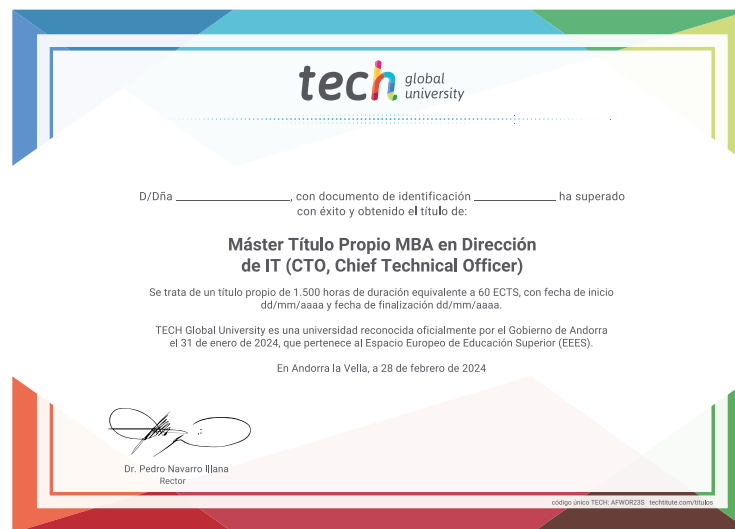 tech global
university
D/Dña ____________________, con documento de identificación ______________ ha superado
con éxito y obtenido el título de:
Máster Título Propio MBA en Dirección
de IT (CTO, Chief Technical Officer)
Se trata de un título propio de 1.500 horas de duración equivalente a 60 ECTS, con fecha de inicio
dd/mm/aaaa y fecha de finalización dd/mm/aaaa.
TECH Global University es una universidad reconocida oficialmente por el Gobierno de Andorra
el 31 de enero de 2024, que pertenece al Espacio Europeo de Educación Superior (EEES).
En Andorra la Vella, a 28 de febrero de 2024
Dr. Pedro Navarro Illana
Rector
código único TECH: AFWOR23S techtitute.com/titulos